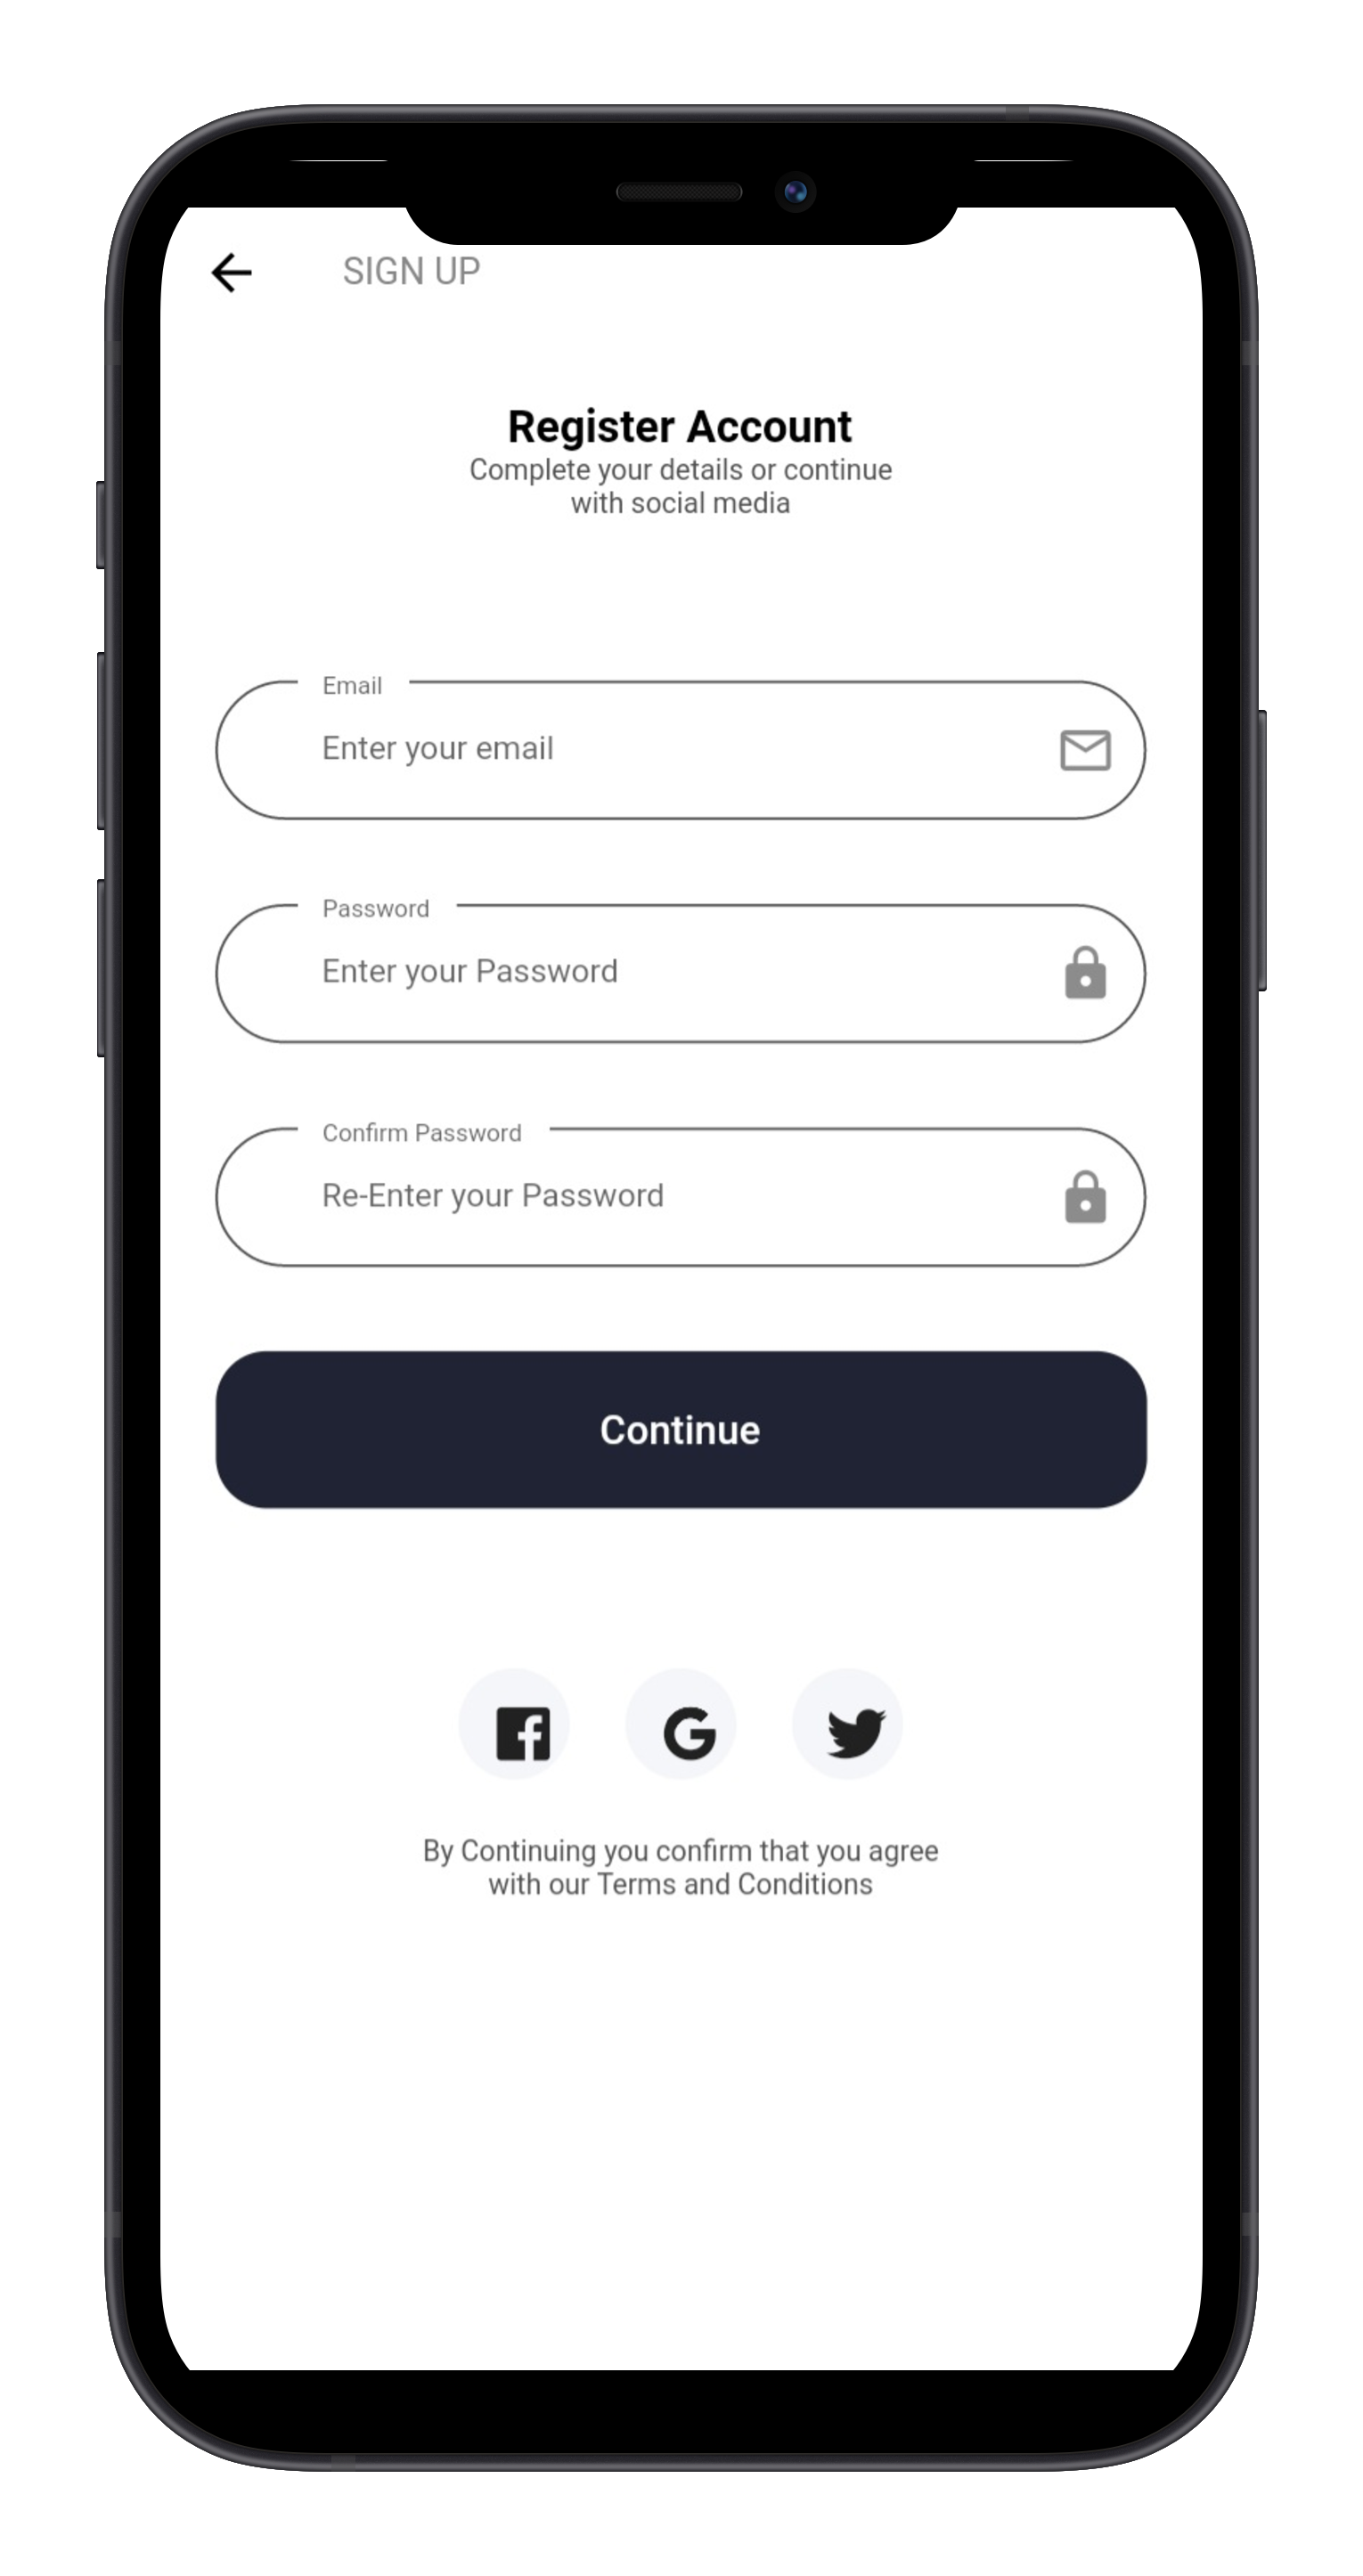 SIGN UP
Register Account
Complete your details or continue
with social media
Email
Enter your email
Password
Enter your Password
Confirm Password
Re-Enter your Password
Continue
By Continuing you confirm that you agree
with our Terms and Conditions